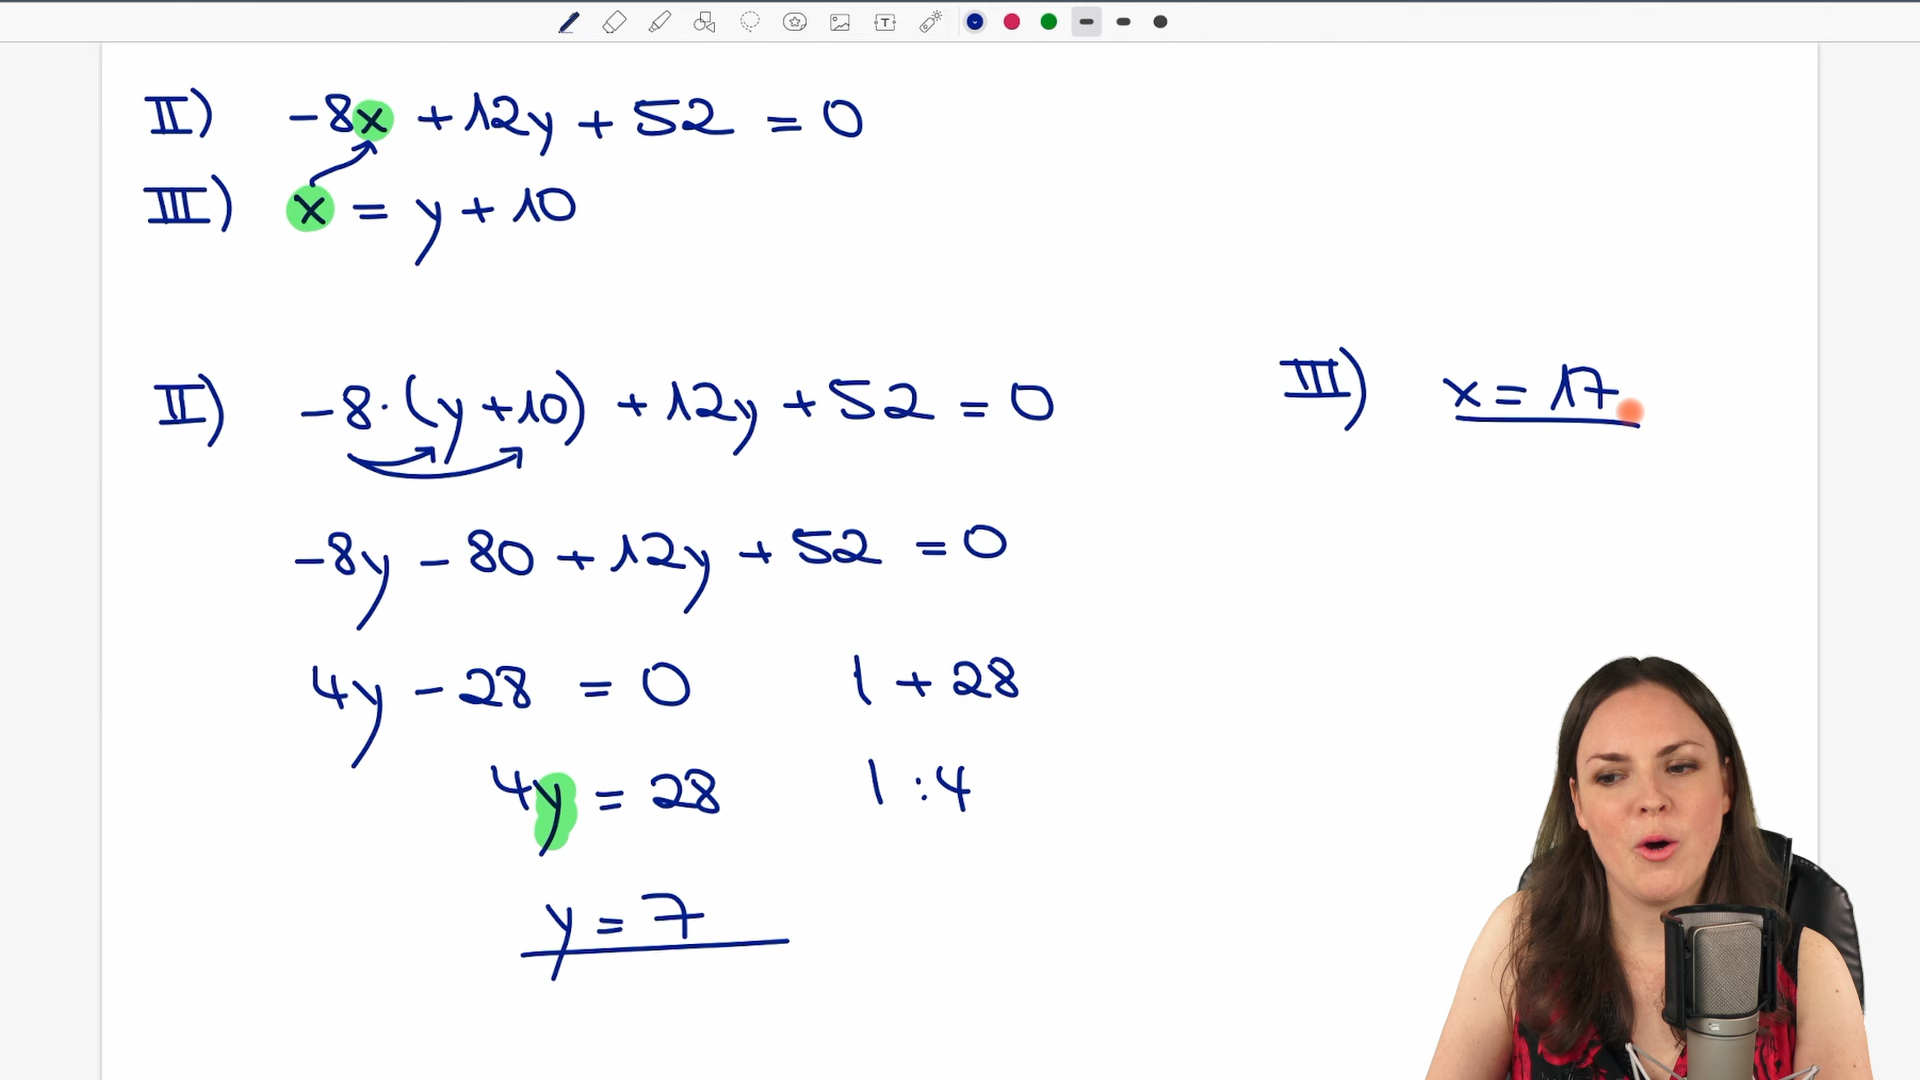 II) -8x + 12y + 52 = 0
III) x = y + 10
II) -8·(y+10) + 12y + 52 = 0
III) x = 17
-8y - 80 + 12y + 52 = 0
4y - 28 = 0 | + 28
4y = 28 | : 4
y = 7